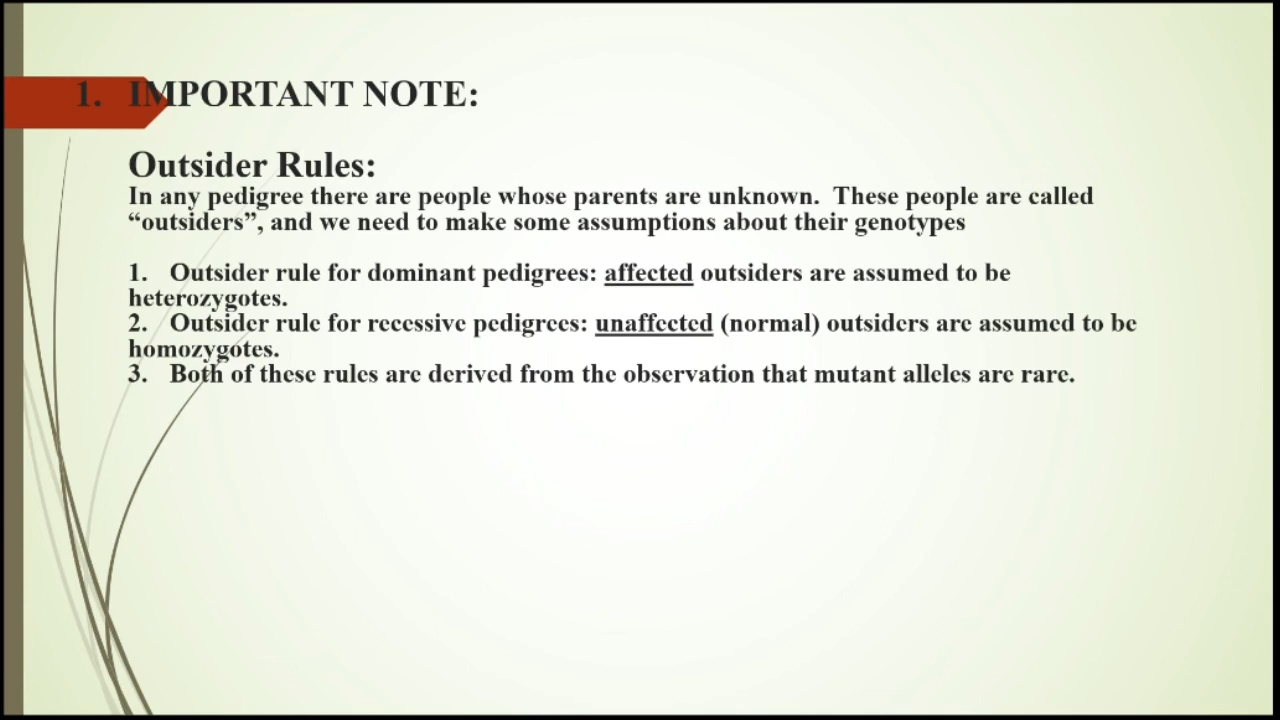 1. IMPORTANT NOTE:
Outsider Rules:
In any pedigree there are people whose parents are unknown. These people are called
“outsiders”, and we need to make some assumptions about their genotypes
1. Outsider rule for dominant pedigrees: affected outsiders are assumed to be
heterozygotes.
2. Outsider rule for recessive pedigrees: unaffected (normal) outsiders are assumed to be
homozygotes.
3. Both of these rules are derived from the observation that mutant alleles are rare.